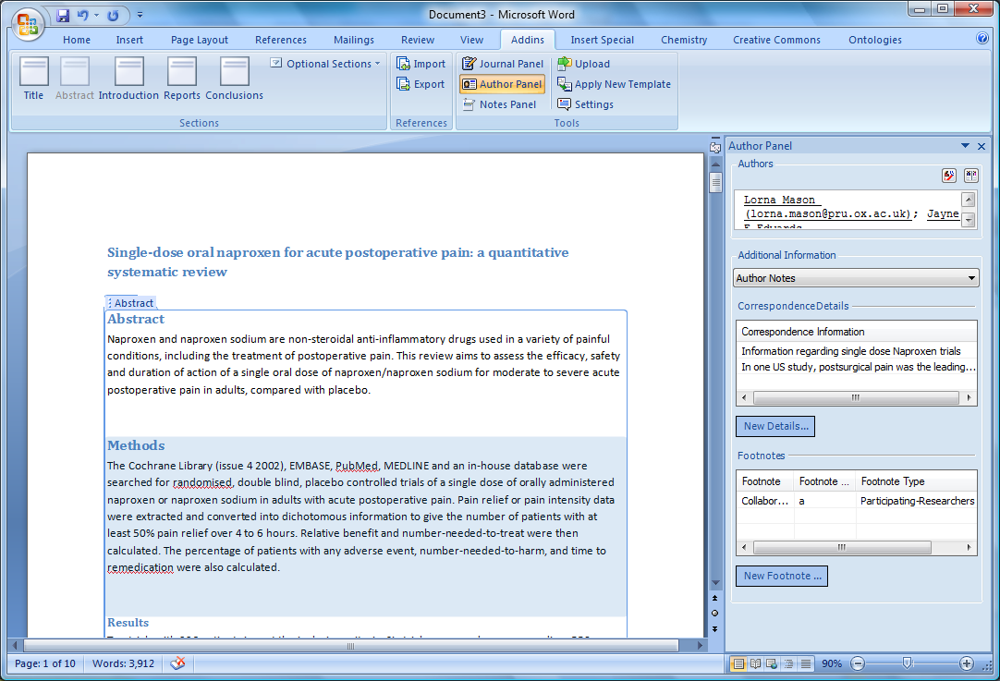 Document3 - Microsoft Word
Home Insert Page Layout References Mailings Review View Addins Insert Special Chemistry Creative Commons Ontologies
Title Abstract Introduction Reports Conclusions
Optional Sections
Sections
Import
Export
References
Journal Panel
Author Panel
Notes Panel
Upload
Apply New Template
Settings
Tools
Single-dose oral naproxen for acute postoperative pain: a quantitative
systematic review
Abstract
Abstract
Naproxen and naproxen sodium are non-steroidal anti-inflammatory drugs used in a variety of painful
conditions, including the treatment of postoperative pain. This review aims to assess the efficacy, safety
and duration of action of a single oral dose of naproxen/naproxen sodium for moderate to severe acute
postoperative pain in adults, compared with placebo.
Methods
The Cochrane Library (issue 4 2002), EMBASE, PubMed, MEDLINE and an in-house database were
searched for randomised, double blind, placebo controlled trials of a single dose of orally administered
naproxen or naproxen sodium in adults with acute postoperative pain. Pain relief or pain intensity data
were extracted and converted into dichotomous information to give the number of patients with at
least 50% pain relief over 4 to 6 hours. Relative benefit and number-needed-to-treat were then
calculated. The percentage of patients with any adverse event, number-needed-to-harm, and time to
remedication were also calculated.
Results
Author Panel
Authors
Lorna Mason
(lorna.mason@pru.ox.ac.uk); Jayne
E Edwards
Additional Information
Author Notes
Correspondence Details
Correspondence Information
Information regarding single dose Naproxen trials
In one US study, postsurgical pain was the leading...
New Details...
Footnotes
Footnote Footnote ... Footnote Type
Collabor... a Participating-Researchers
New Footnote ...
Page: 1 of 10 Words: 3,912 90%